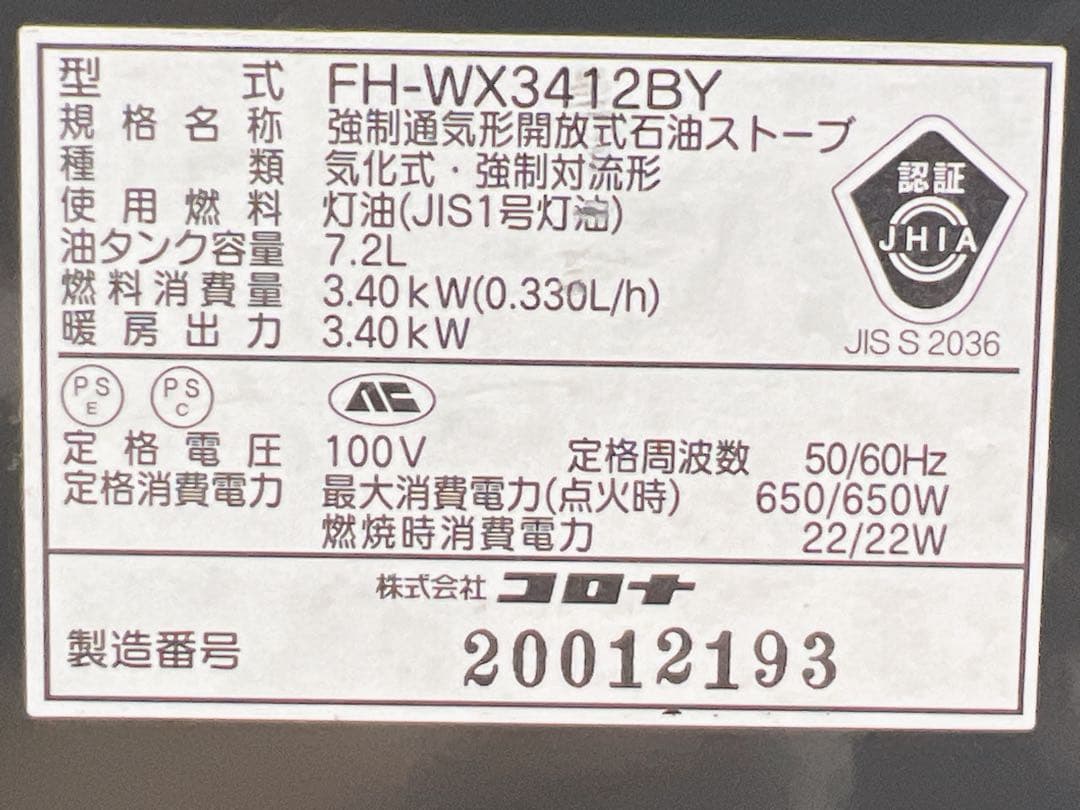 型式 FH-WX3412BY
規格名称 強制通気形開放式石油ストーブ
種類 気化式・強制対流形
使用燃料 灯油(JIS1号灯油)
油タンク容量 7.2L
燃料消費量 3.40kW(0.330L/h)
暖房出力 3.40kW
認証
JHIA
JIS S 2036
PS E PS C
定格電圧 100V 定格周波数 50/60Hz
定格消費電力 最大消費電力(点火時) 650/650W
燃焼時消費電力 22/22W
株式会社 コロナ
製造番号 20012193